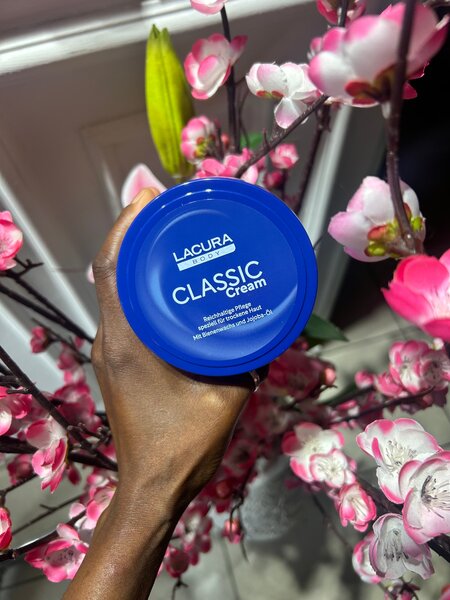 LACURA
BODY
CLASSIC
Cream
Reichhaltige Pflege
speziell für trockene Haut
Mit Bienenwachs und Jojoba-Öl